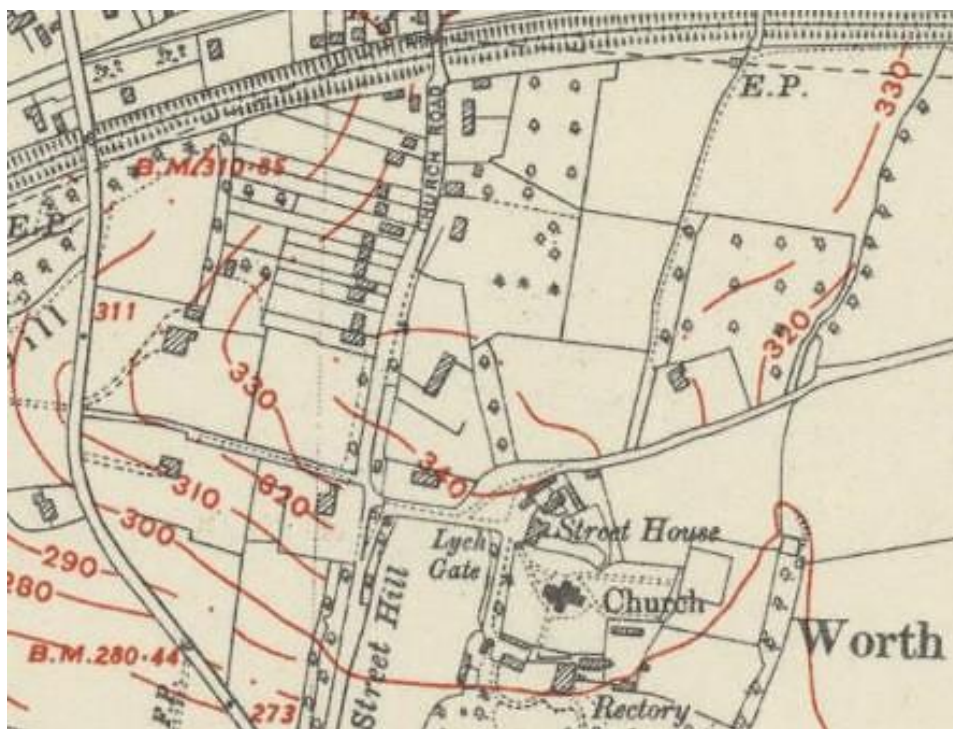 E.P.
330
CHURCH ROAD
B.M.310·85
311
320
330
340
310
320
300
Street House
Lych
Gate
290
280
Church
Worth
B.M.280·44
Street Hill
F.P.
273
Rectory